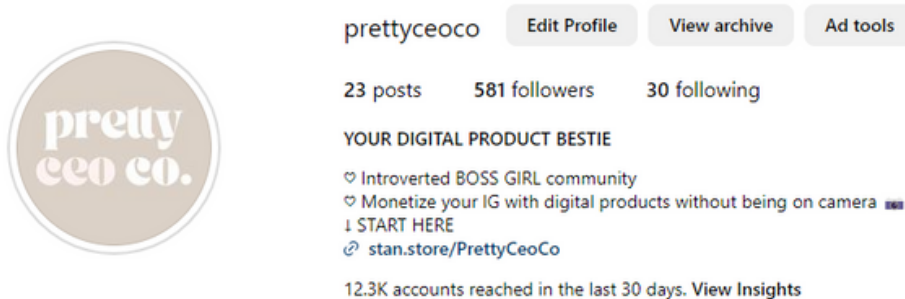 pretty
ceo co.
prettyceoco Edit Profile View archive Ad tools
23 posts 581 followers 30 following
YOUR DIGITAL PRODUCT BESTIE
♡ Introverted BOSS GIRL community
♡ Monetize your IG with digital products without being on camera 📷
↓ START HERE
stan.store/PrettyCeoCo
12.3K accounts reached in the last 30 days. View Insights